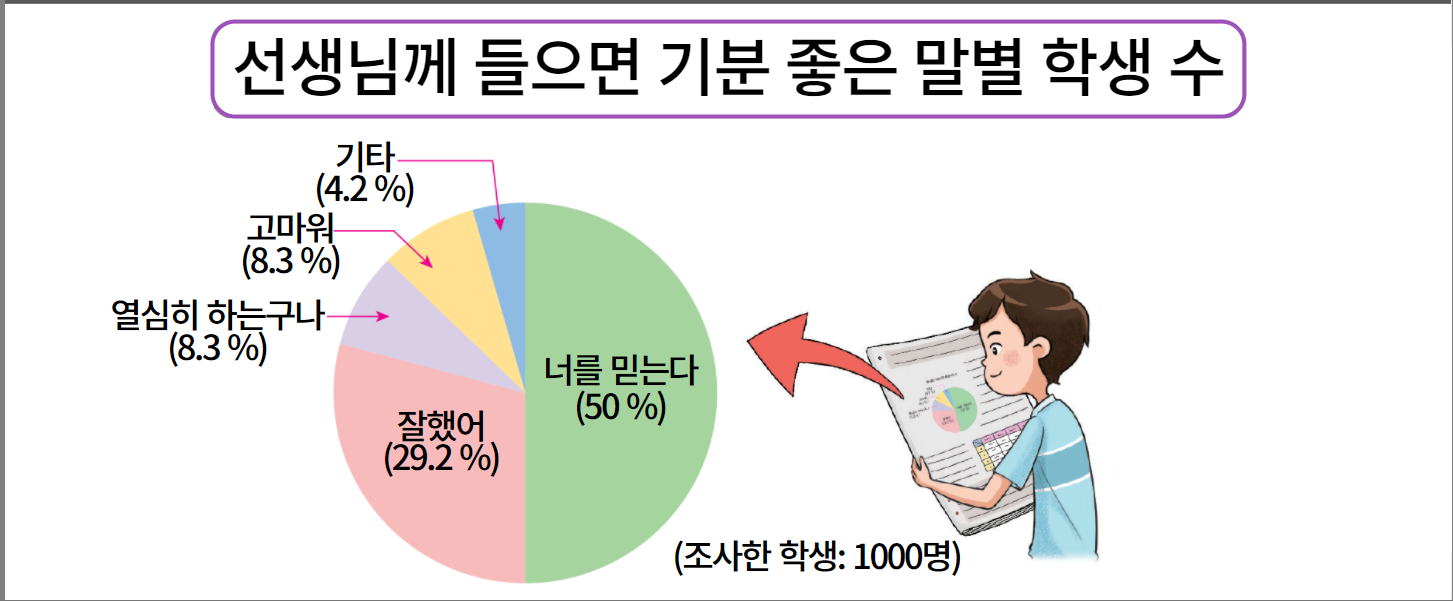 선생님께 들으면 기분 좋은 말별 학생 수
기타
(4.2 %)
고마워
(8.3 %)
열심히 하는구나
(8.3 %)
잘했어
(29.2 %)
너를 믿는다
(50 %)
(조사한 학생: 1000명)